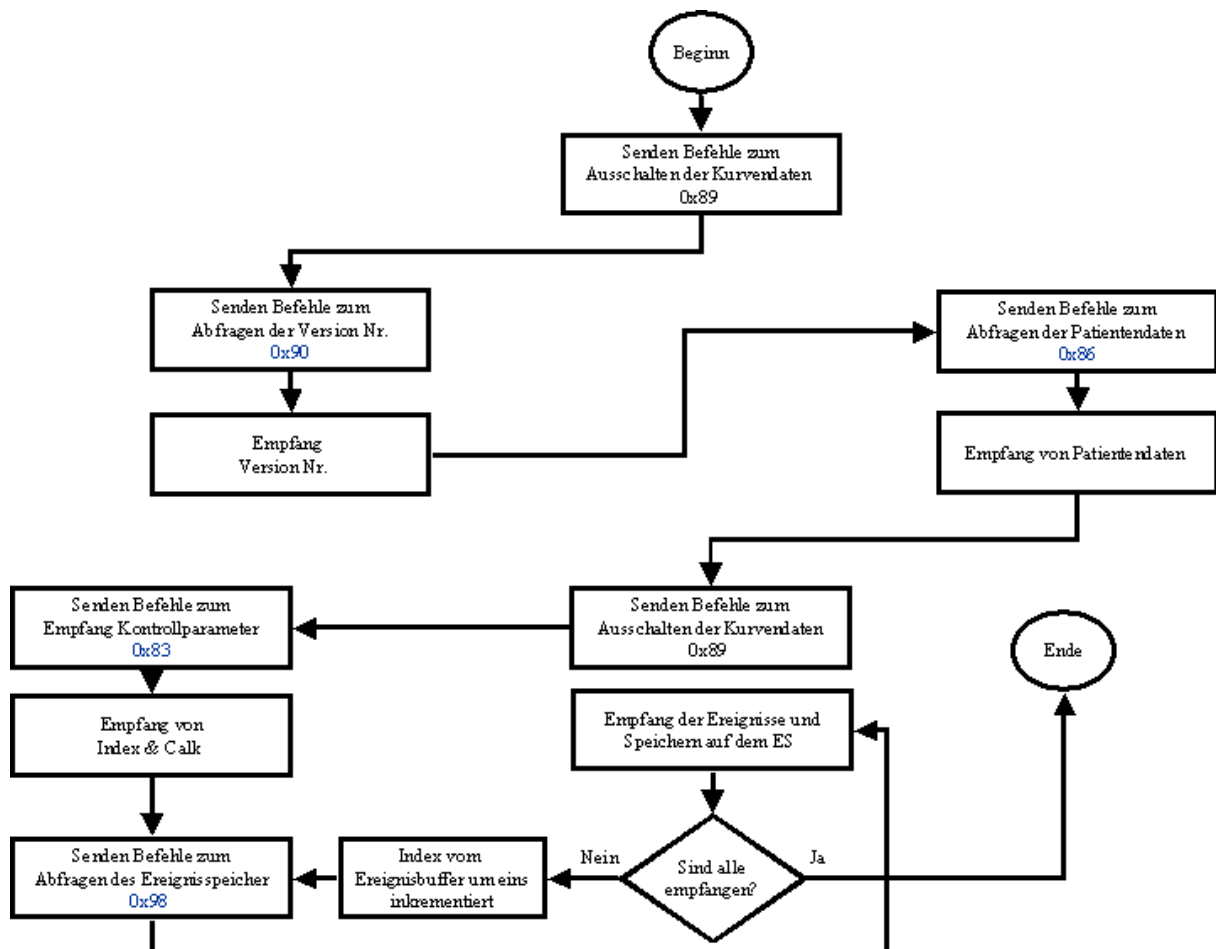 Beginn
Senden Befehle zum
Ausschalten der Kurvendaten
0x89
Senden Befehle zum
Abfragen der Version Nr.
0x90
Senden Befehle zum
Abfragen der Patientendaten
0x86
Empfang
Version Nr.
Empfang von Patientendaten
Senden Befehle zum
Empfang Kontrollparameter
0x83
Senden Befehle zum
Ausschalten der Kurvendaten
0x89
Ende
Empfang von
Index & Calk
Empfang der Ereignisse und
Speichern auf dem ES
Senden Befehle zum
Abfragen des Ereignisspeicher
0x98
Index vom
Ereignisbuffer um eins
inkrementiert
Nein
Sind alle
empfangen?
Ja